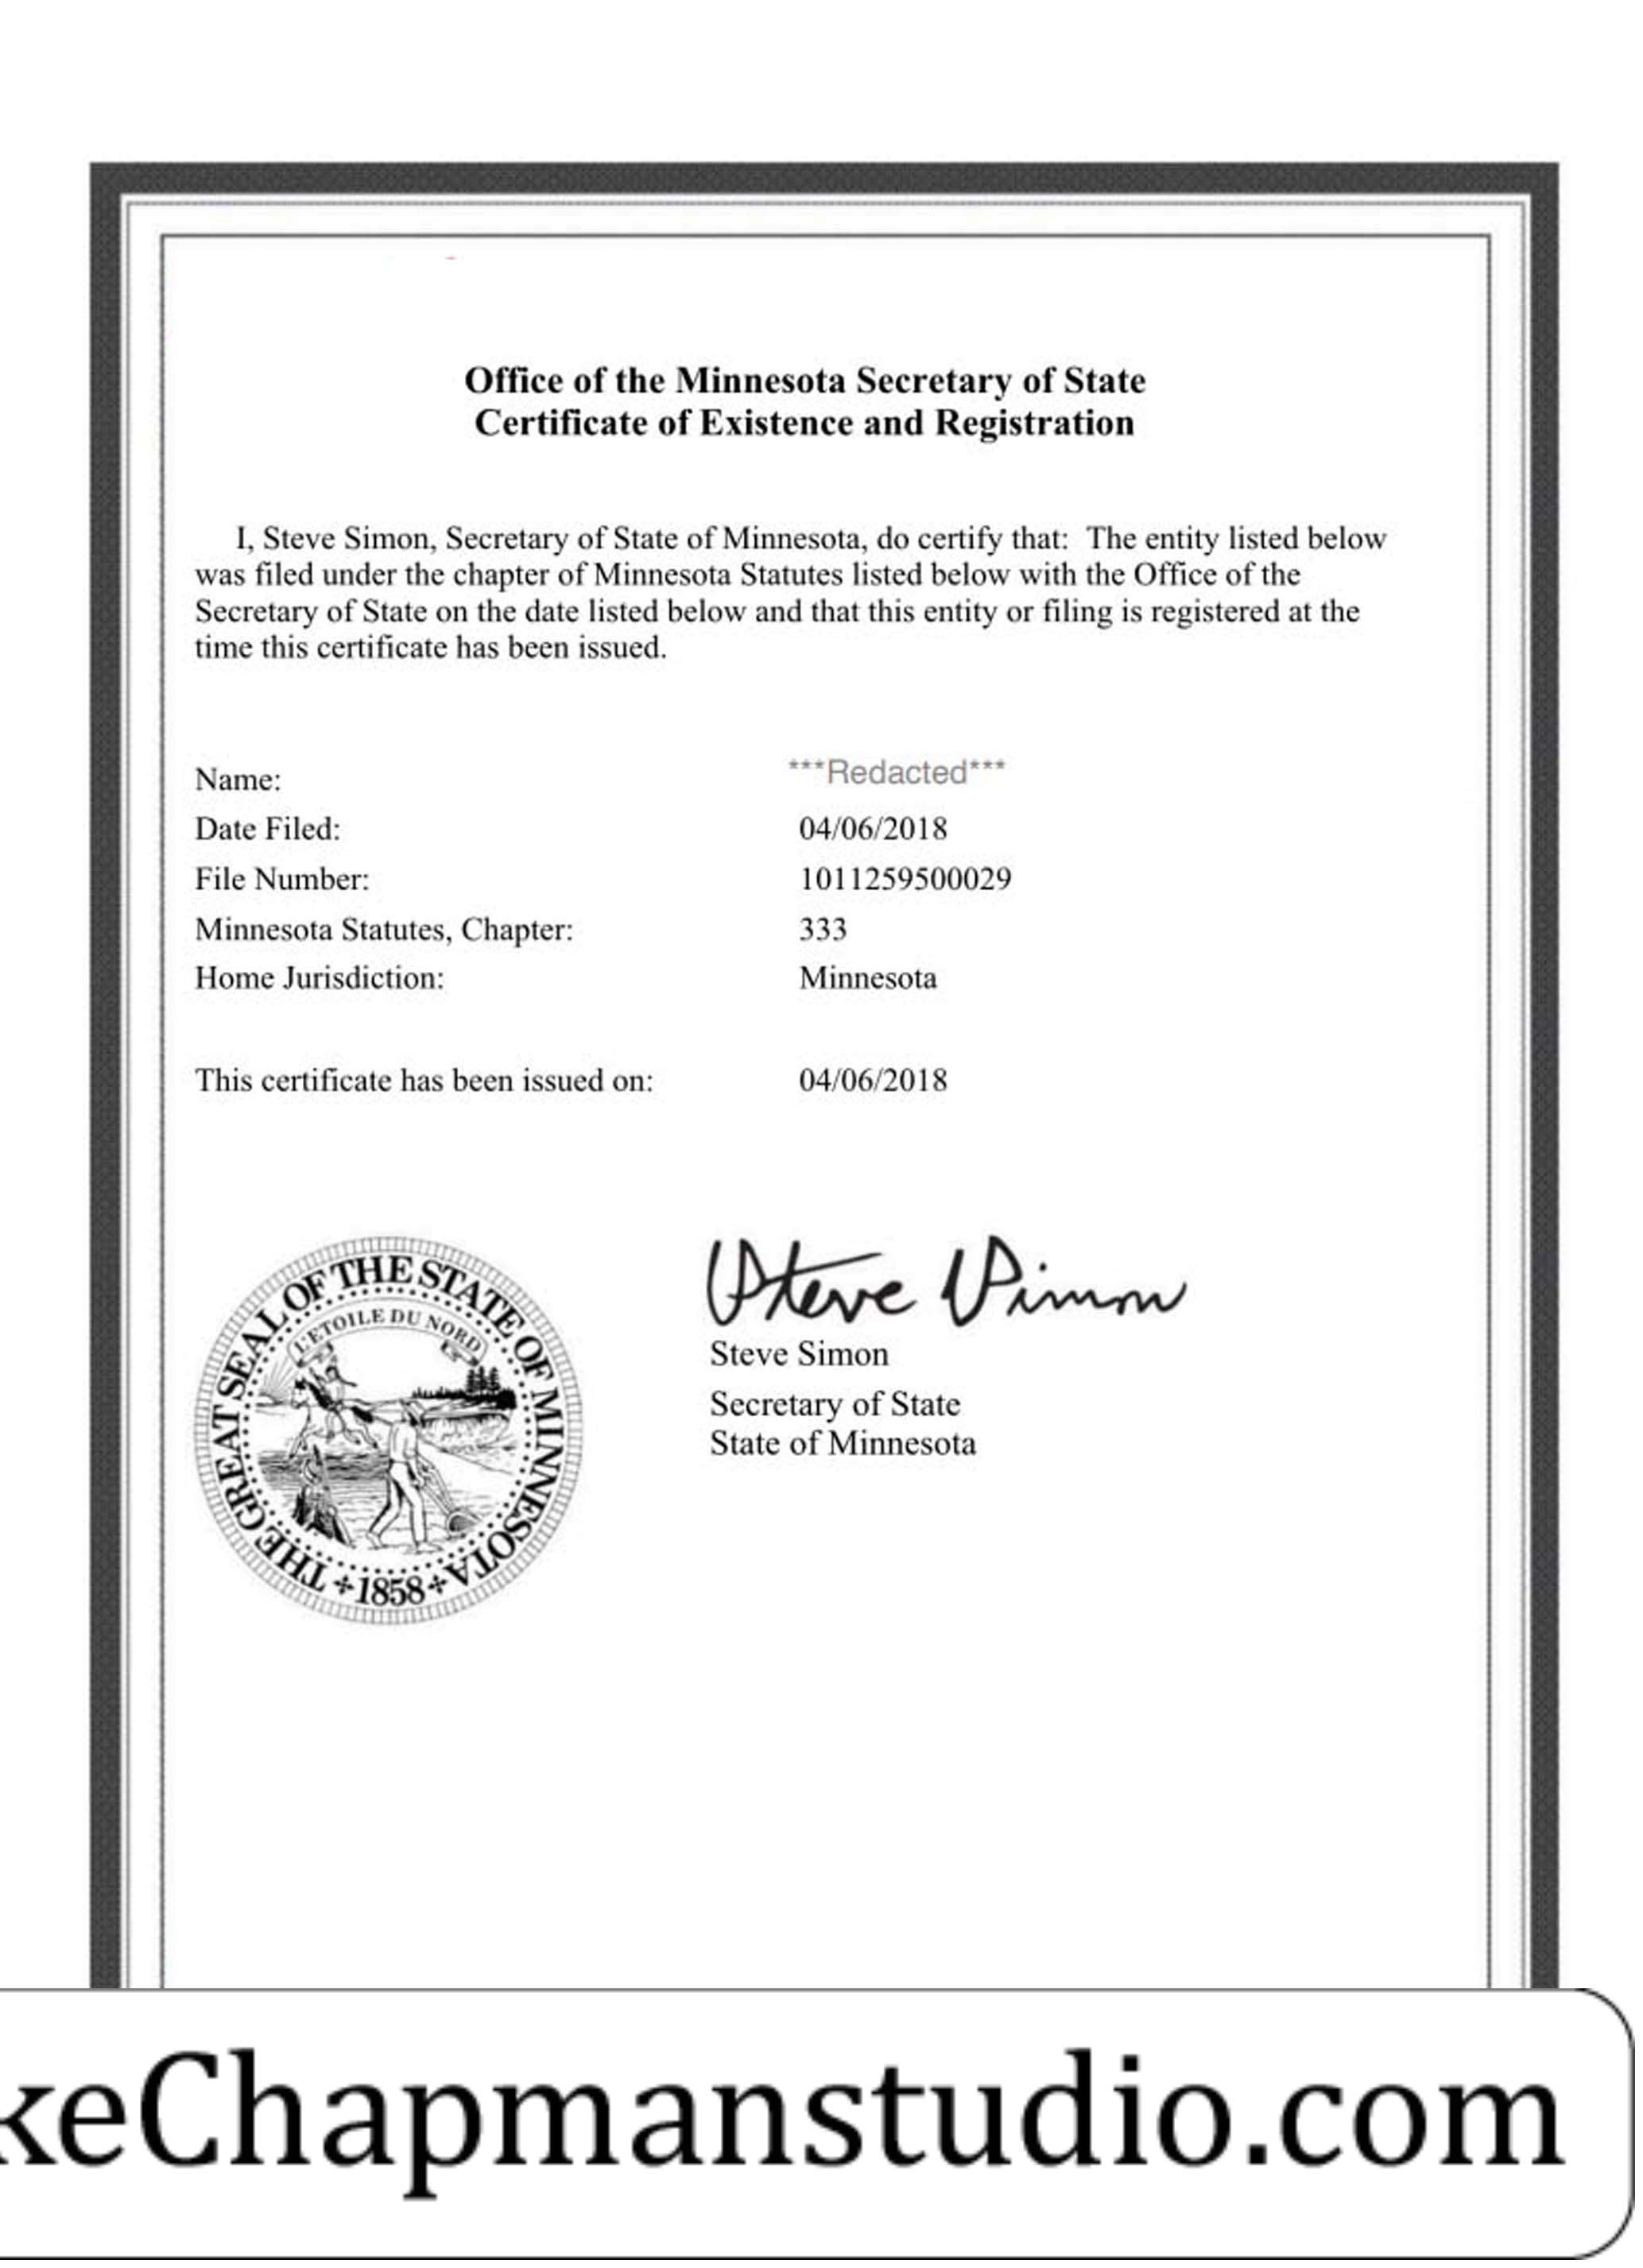 Office of the Minnesota Secretary of State
Certificate of Existence and Registration
I, Steve Simon, Secretary of State of Minnesota, do certify that: The entity listed below
was filed under the chapter of Minnesota Statutes listed below with the Office of the
Secretary of State on the date listed below and that this entity or filing is registered at the
time this certificate has been issued.
Name: ***Redacted***
Date Filed: 04/06/2018
File Number: 1011259500029
Minnesota Statutes, Chapter: 333
Home Jurisdiction: Minnesota
This certificate has been issued on: 04/06/2018
THE GREAT SEAL OF THE STATE OF MINNESOTA
L'ETOILE DU NORD
1858
Steve Simon
Steve Simon
Secretary of State
State of Minnesota
keChapmanstudio.com